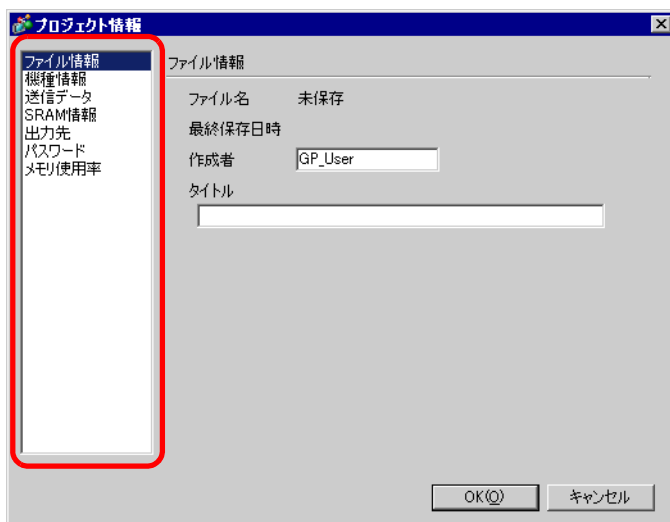 プロジェクト情報
ファイル情報
機種情報
送信データ
SRAM情報
出力先
パスワード
メモリ使用率
ファイル情報
ファイル名 未保存
最終保存日時
作成者 GP_User
タイトル
OK(O) キャンセル